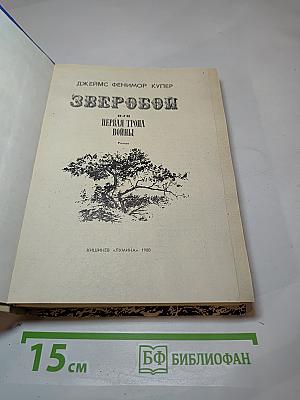 ДЖЕЙМС ФЕНИМОР КУПЕР
ЗВЕРОБОЙ
ИЛИ
ПЕРВАЯ ТРОПА
ВОЙНЫ
Роман
КИШИНЕВ «ЛУМИНА» 1980
15 см
БФ БИБЛИОФАН